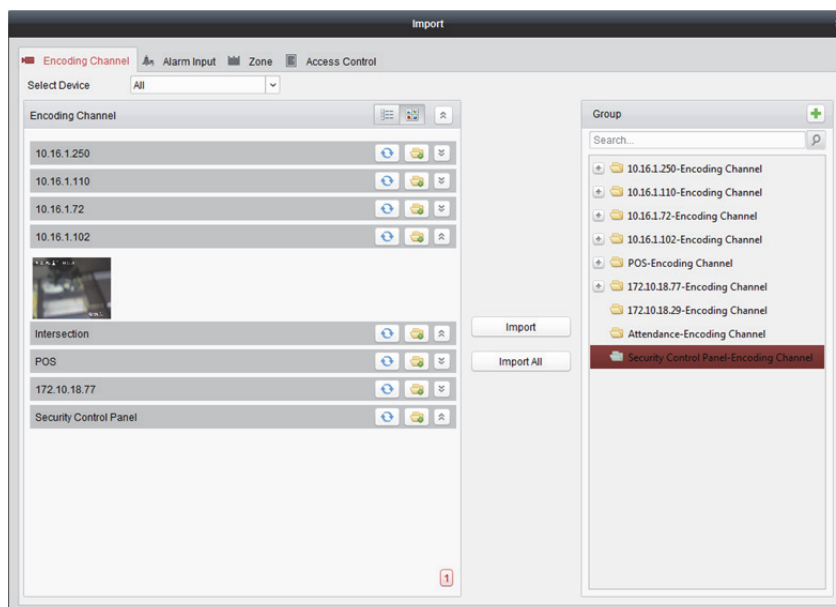 Import
Encoding Channel Alarm Input Zone Access Control
Select Device All
Encoding Channel
10.16.1.250
10.16.1.110
10.16.1.72
10.16.1.102
Intersection
POS
172.10.18.77
Security Control Panel
1
Import
Import All
Group
Search...
10.16.1.250-Encoding Channel
10.16.1.110-Encoding Channel
10.16.1.72-Encoding Channel
10.16.1.102-Encoding Channel
POS-Encoding Channel
172.10.18.77-Encoding Channel
172.10.18.29-Encoding Channel
Attendance-Encoding Channel
Security Control Panel-Encoding Channel